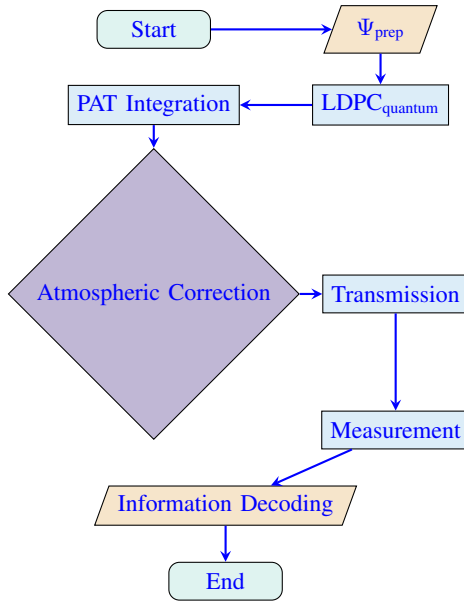 Start
Ψprep
PAT Integration
LDPCquantum
Atmospheric Correction
Transmission
Measurement
Information Decoding
End